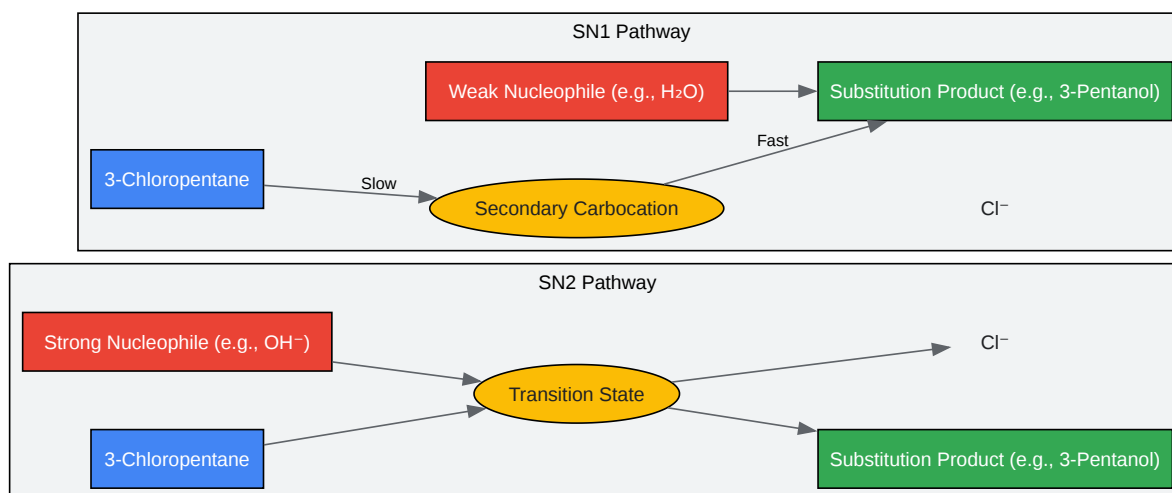 SN1 Pathway
Weak Nucleophile (e.g., H₂O)
Substitution Product (e.g., 3-Pentanol)
Fast
3-Chloropentane
Slow
Secondary Carbocation
Cl⁻
SN2 Pathway
Strong Nucleophile (e.g., OH⁻)
Cl⁻
Transition State
3-Chloropentane
Substitution Product (e.g., 3-Pentanol)